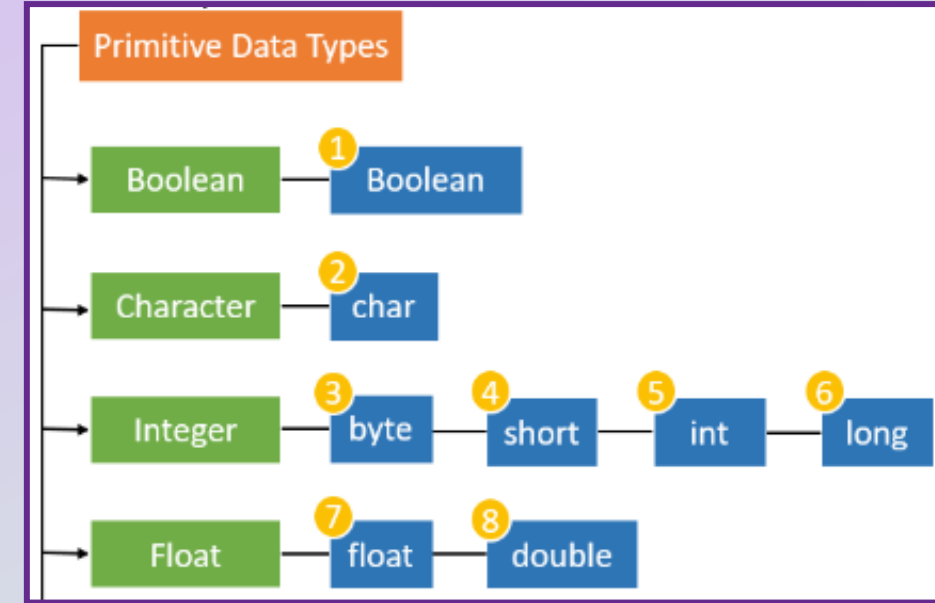 Primitive Data Types
Boolean 1 Boolean
Character 2 char
Integer 3 byte 4 short 5 int 6 long
Float 7 float 8 double